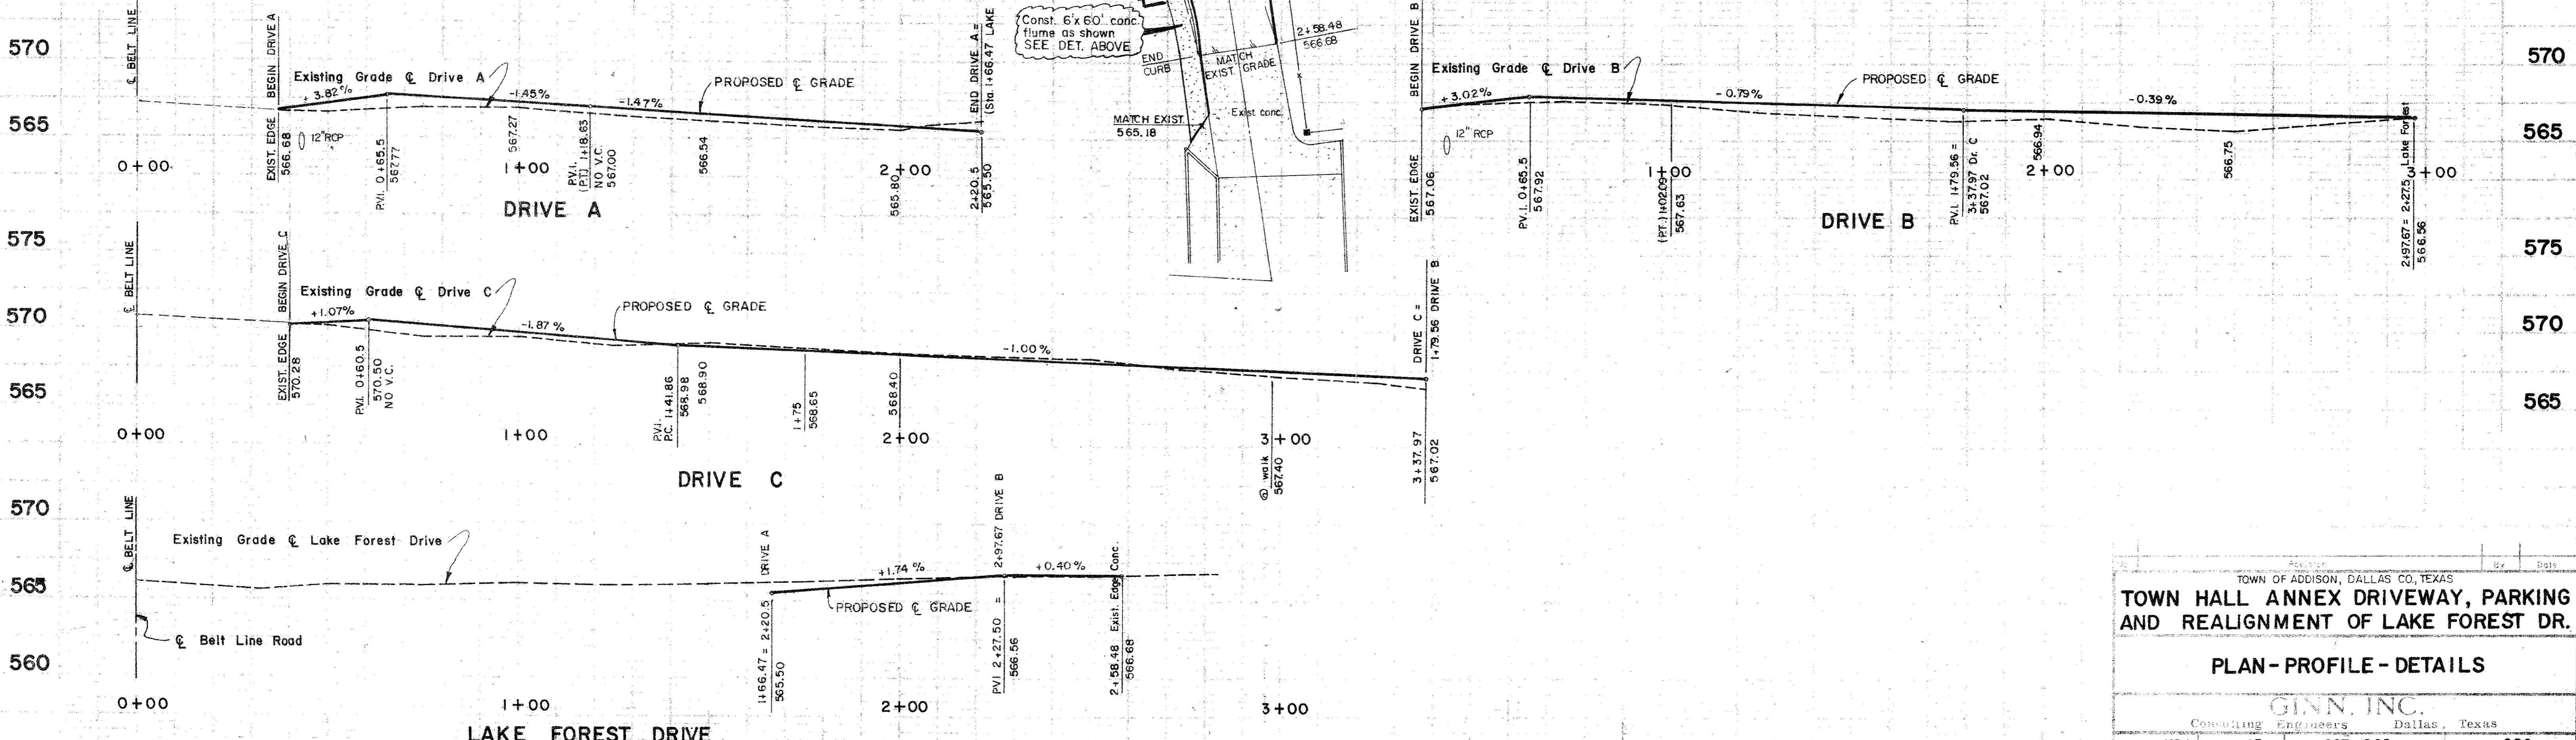 570
565
℄ BELT LINE
BEGIN DRIVE A
Existing Grade ℄ Drive A
+ 3.82%
-1.45%
-1.47%
PROPOSED ℄ GRADE
END DRIVE A =
(Sta. 1+66.47 LAKE
EXIST. EDGE
566.68
12" RCP
P.V.I. 0+65.5
567.77
567.27
P.V.I.
(P.T.) 1+18.63
NO V.C.
567.00
566.54
565.80
2+20.5
565.50
0+00
1+00
2+00
DRIVE A
Const. 6'x 60' conc.
flume as shown
SEE DET. ABOVE
END
CURB
MATCH
EXIST. GRADE
2+58.48
566.68
MATCH EXIST.
565.18
Exist conc.
570
565
BEGIN DRIVE B
Existing Grade ℄ Drive B
+3.02%
-0.79%
PROPOSED ℄ GRADE
-0.39%
EXIST EDGE
567.06
12" RCP
P.V.I. 0+65.5
567.92
(P.T.) 1+02.09
567.63
P.V.I. 1+79.56 =
3+37.97 Dr. C
567.02
566.94
566.75
2+97.67 = 2+27.5 Lake Forest
566.56
1+00
2+00
3+00
DRIVE B
575
570
565
℄ BELT LINE
BEGIN DRIVE C
Existing Grade ℄ Drive C
+1.07%
-1.87%
PROPOSED ℄ GRADE
-1.00%
DRIVE C =
1+79.56 DRIVE B
EXIST. EDGE
570.28
P.V.I. 0+60.5
570.50
NO V.C.
P.V.I.
P.C. 1+41.86
568.98
568.90
1+75
568.65
568.40
@ walk
567.40
3+37.97
567.02
0+00
1+00
2+00
3+00
DRIVE C
575
570
565
570
565
560
℄ BELT LINE
Existing Grade ℄ Lake Forest Drive
℄ Belt Line Road
DRIVE A
1+66.47 = 2+20.5
565.50
+1.74 %
PROPOSED ℄ GRADE
+0.40%
PVI 2+27.50 = 2+97.67 DRIVE B
566.56
2+58.48 Exist. Edge Conc.
566.68
0+00
1+00
2+00
3+00
LAKE FOREST DRIVE
By Date
TOWN OF ADDISON, DALLAS CO., TEXAS
TOWN HALL ANNEX DRIVEWAY, PARKING
AND REALIGNMENT OF LAKE FOREST DR.
PLAN-PROFILE-DETAILS
GINN, INC.
Consulting Engineers Dallas, Texas